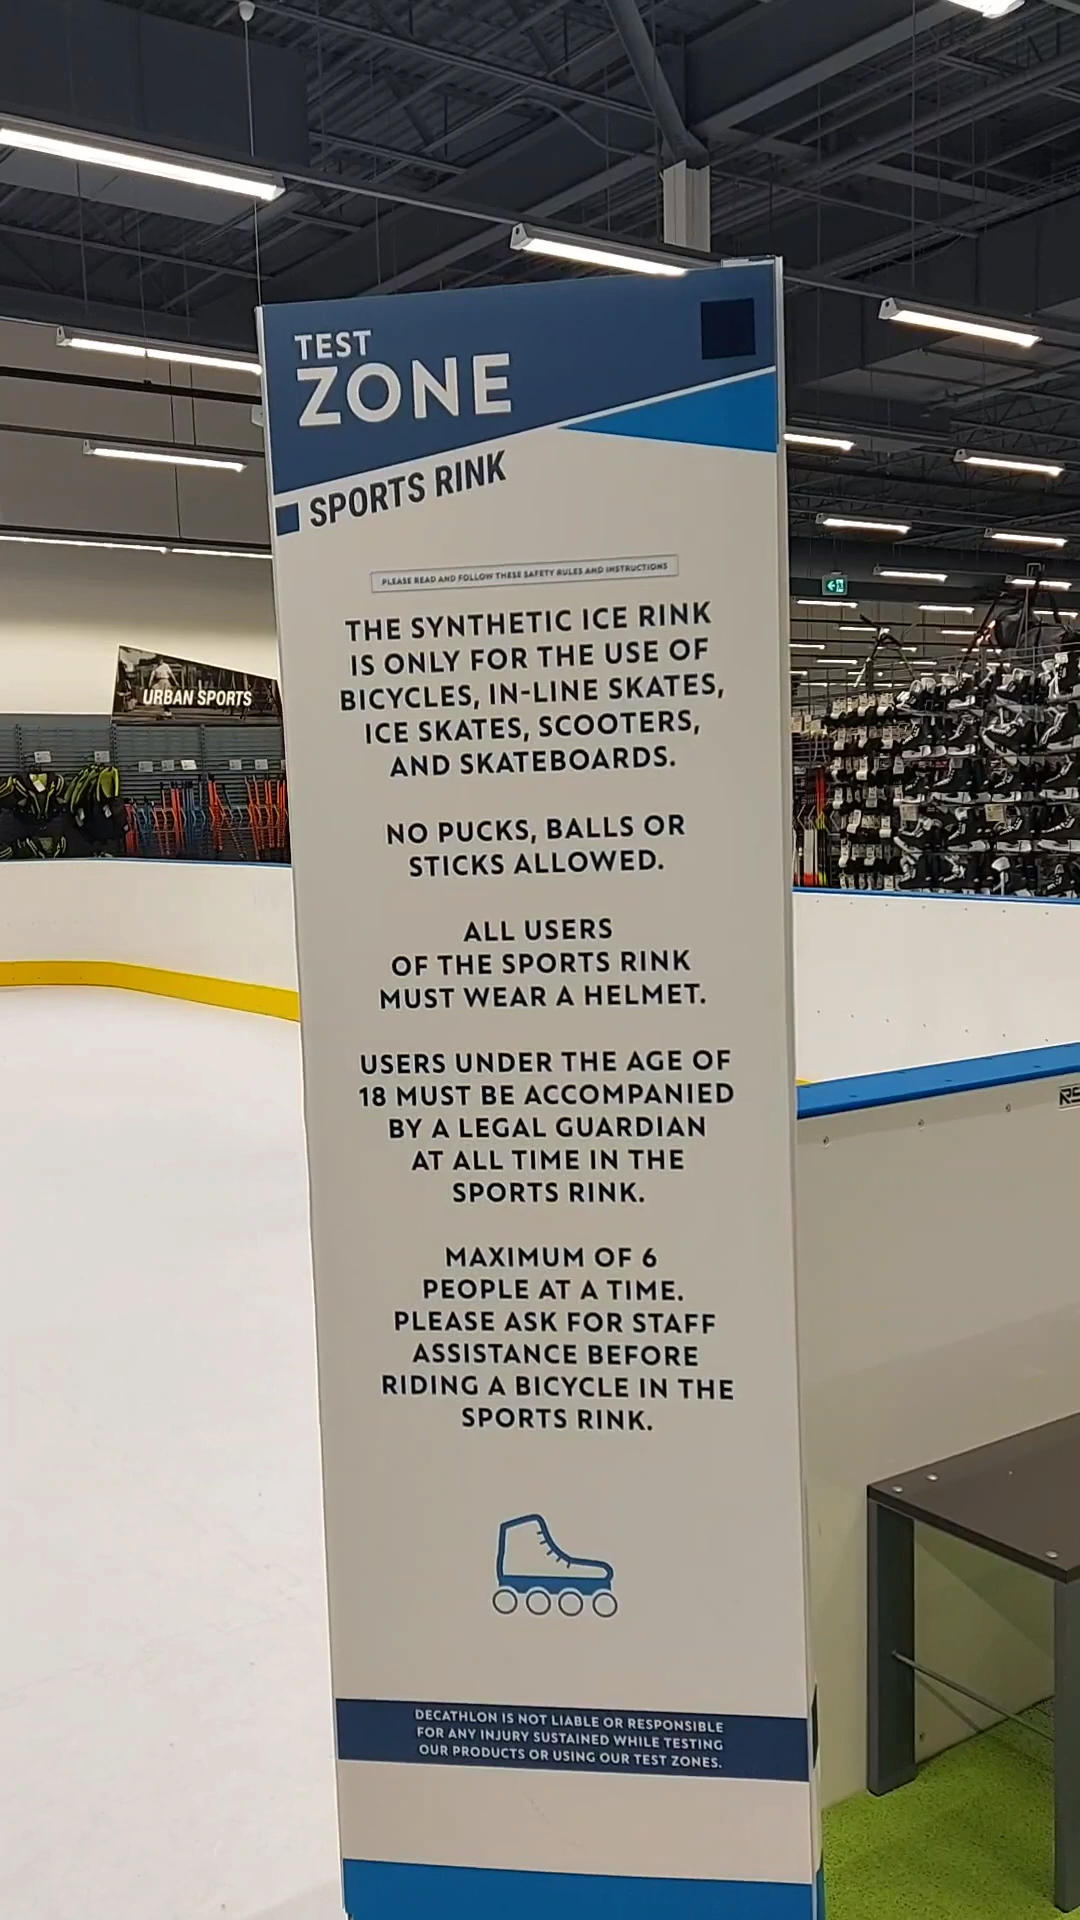 TEST
ZONE
SPORTS RINK
PLEASE READ AND FOLLOW THESE SAFETY RULES AND INSTRUCTIONS
THE SYNTHETIC ICE RINK
IS ONLY FOR THE USE OF
BICYCLES, IN-LINE SKATES,
ICE SKATES, SCOOTERS,
AND SKATEBOARDS.
NO PUCKS, BALLS OR
STICKS ALLOWED.
ALL USERS
OF THE SPORTS RINK
MUST WEAR A HELMET.
USERS UNDER THE AGE OF
18 MUST BE ACCOMPANIED
BY A LEGAL GUARDIAN
AT ALL TIME IN THE
SPORTS RINK.
MAXIMUM OF 6
PEOPLE AT A TIME.
PLEASE ASK FOR STAFF
ASSISTANCE BEFORE
RIDING A BICYCLE IN THE
SPORTS RINK.
DECATHLON IS NOT LIABLE OR RESPONSIBLE
FOR ANY INJURY SUSTAINED WHILE TESTING
OUR PRODUCTS OR USING OUR TEST ZONES.
URBAN SPORTS